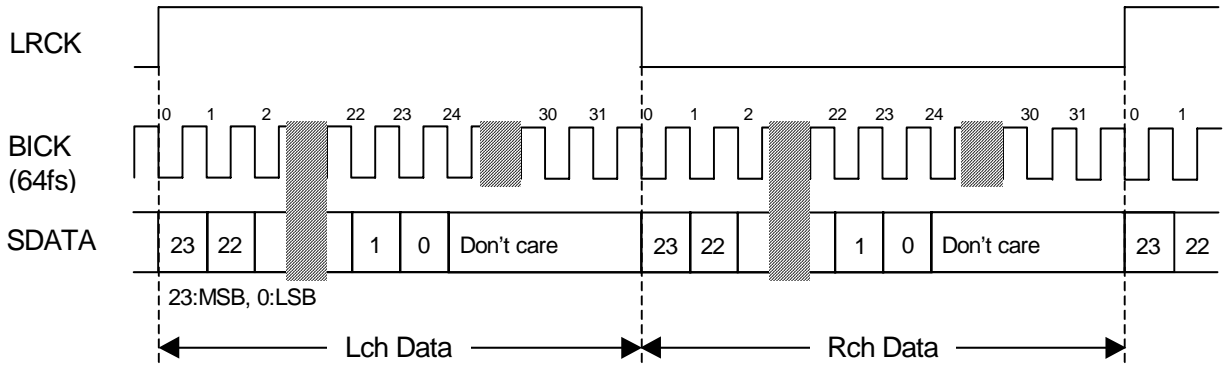 LRCK
0 1 2 22 23 24 30 31 0 1 2 22 23 24 30 31 0 1
BICK
(64fs)
SDATA 23 22 1 0 Don't care 23 22 1 0 Don't care 23 22
23:MSB, 0:LSB
Lch Data Rch Data